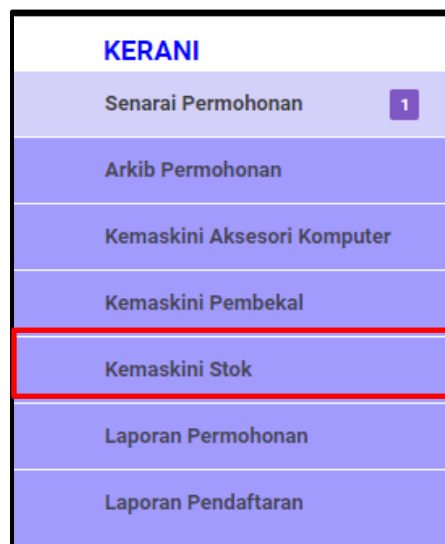 KERANI
Senarai Permohonan 1
Arkib Permohonan
Kemaskini Aksesori Komputer
Kemaskini Pembekal
Kemaskini Stok
Laporan Permohonan
Laporan Pendaftaran